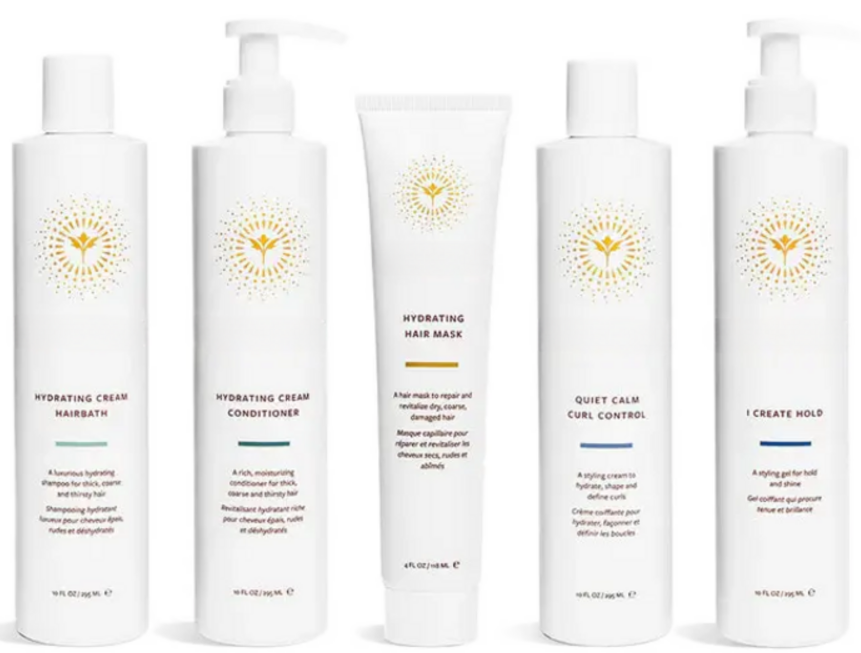 HYDRATING CREAM
HAIRBATH
A luxurious hydrating
shampoo for thick, coarse
and thirsty hair
Shampooing hydratant
luxueux pour cheveux épais,
rudes et déshydratés
10 FL OZ / 295 ML ℮
HYDRATING CREAM
CONDITIONER
A rich, moisturizing
conditioner for thick,
coarse and thirsty hair
Revitalisant hydratant riche
pour cheveux épais, rudes
et déshydratés
10 FL OZ / 295 ML ℮
HYDRATING
HAIR MASK
A hair mask to repair and
revitalize dry, coarse,
damaged hair
Masque capillaire pour
réparer et revitaliser les
cheveux secs, rudes et
abîmés
4 FL OZ / 118 ML ℮
QUIET CALM
CURL CONTROL
A styling cream to
hydrate, shape and
define curls
Crème coiffante pour
hydrater, façonner et
définir les boucles
10 FL OZ / 295 ML ℮
I CREATE HOLD
A styling gel for hold
and shine
Gel coiffant qui procure
tenue et brillance
10 FL OZ / 295 ML ℮